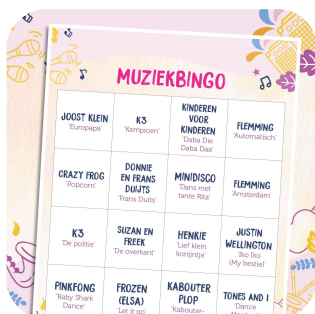 MUZIEKBINGO
JOOST KLEIN
'Europapa'
K3
'Kampioen'
KINDEREN
VOOR
KINDEREN
'Daba Die
Daba Daa'
FLEMMING
'Automatisch'
CRAZY FROG
'Popcorn'
DONNIE
EN FRANS
DUIJTS
'Frans Duits'
MINIDISCO
'Dans met
tante Rita'
FLEMMING
'Amsterdam'
K3
'De politie'
SUZAN EN
FREEK
'De overkant'
HENKIE
'Lief klein
konijntje'
JUSTIN
WELLINGTON
'Iko Iko
(My bestie)'
PINKFONG
'Baby Shark
Dance'
FROZEN
(ELSA)
'Let it go'
KABOUTER
PLOP
'Kabouter-
TONES AND I
'Dance